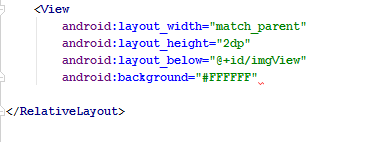 <View
android:layout_width="match_parent"
android:layout_height="2dp"
android:layout_below="@+id/imgView"
android:background="#FFFFFF"
</RelativeLayout>